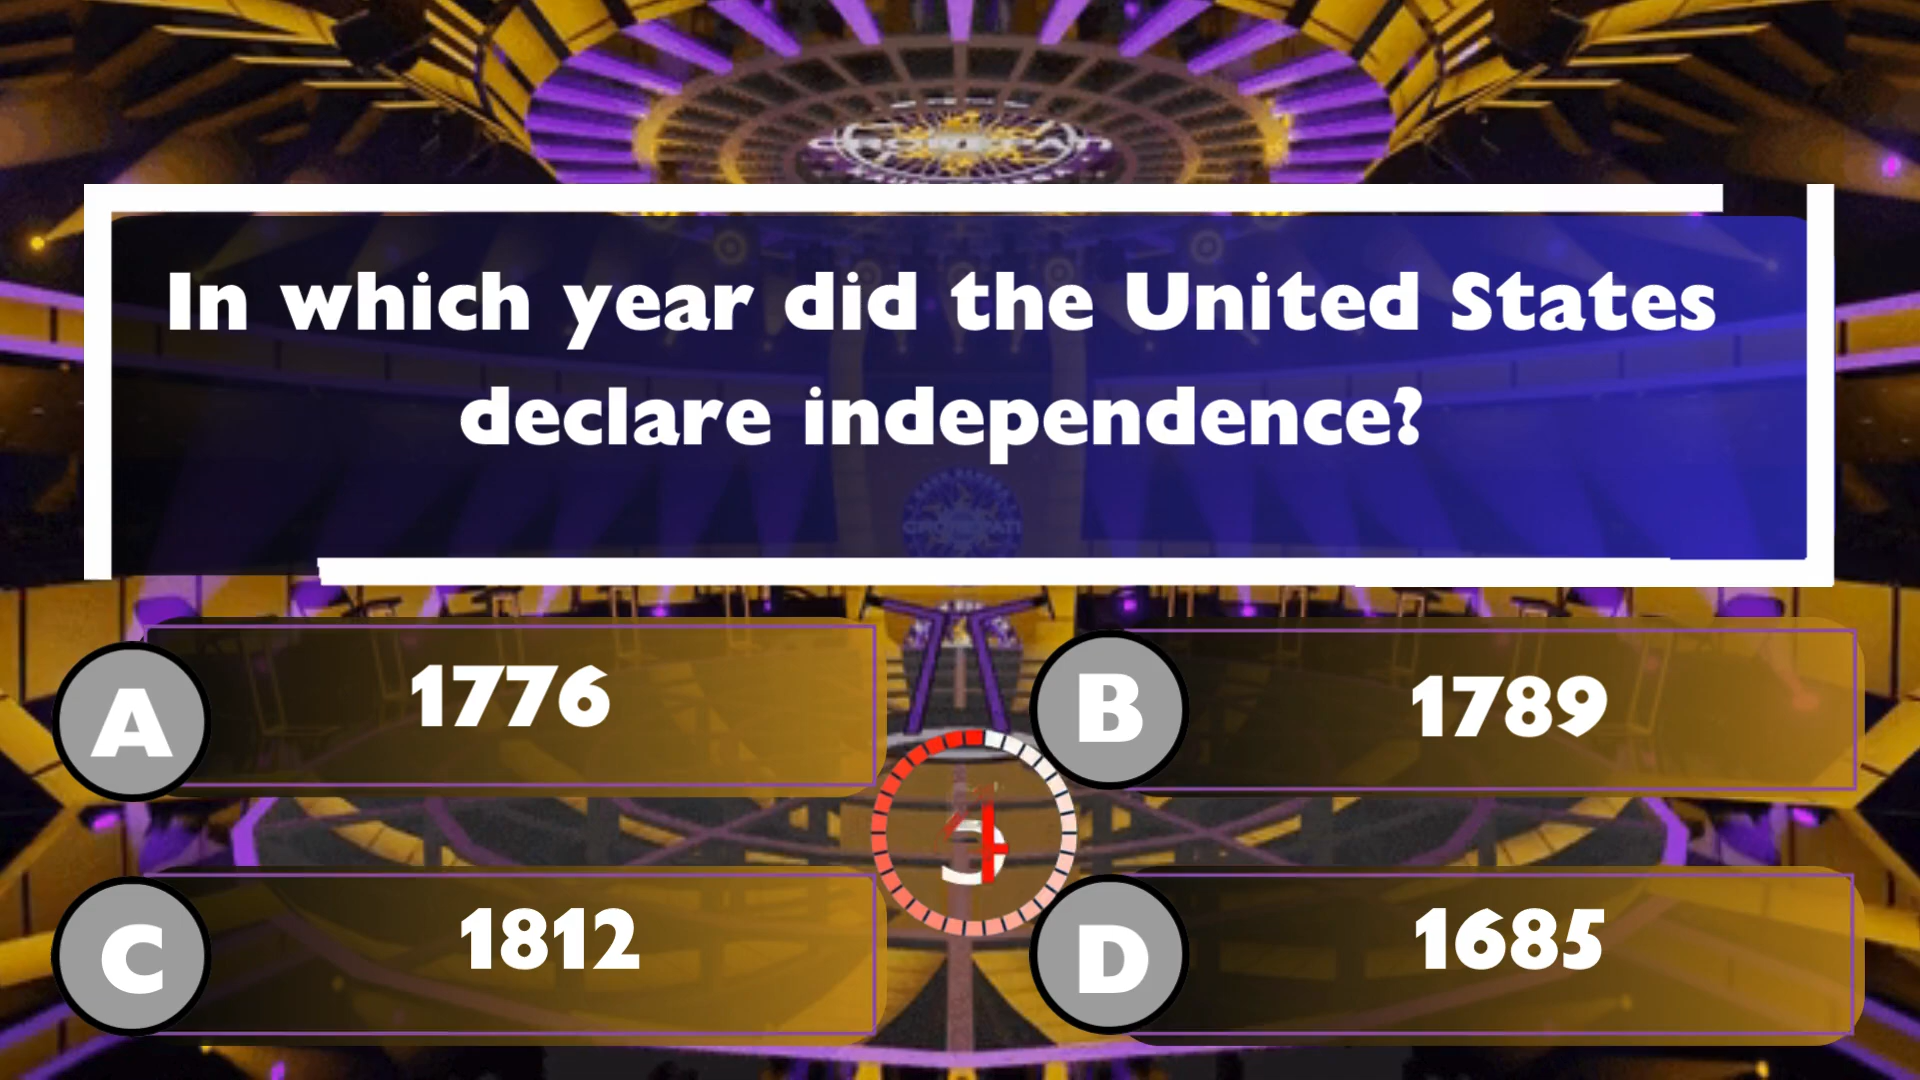 In which year did the United States
declare independence?
A 1776
B 1789
C 1812
D 1685